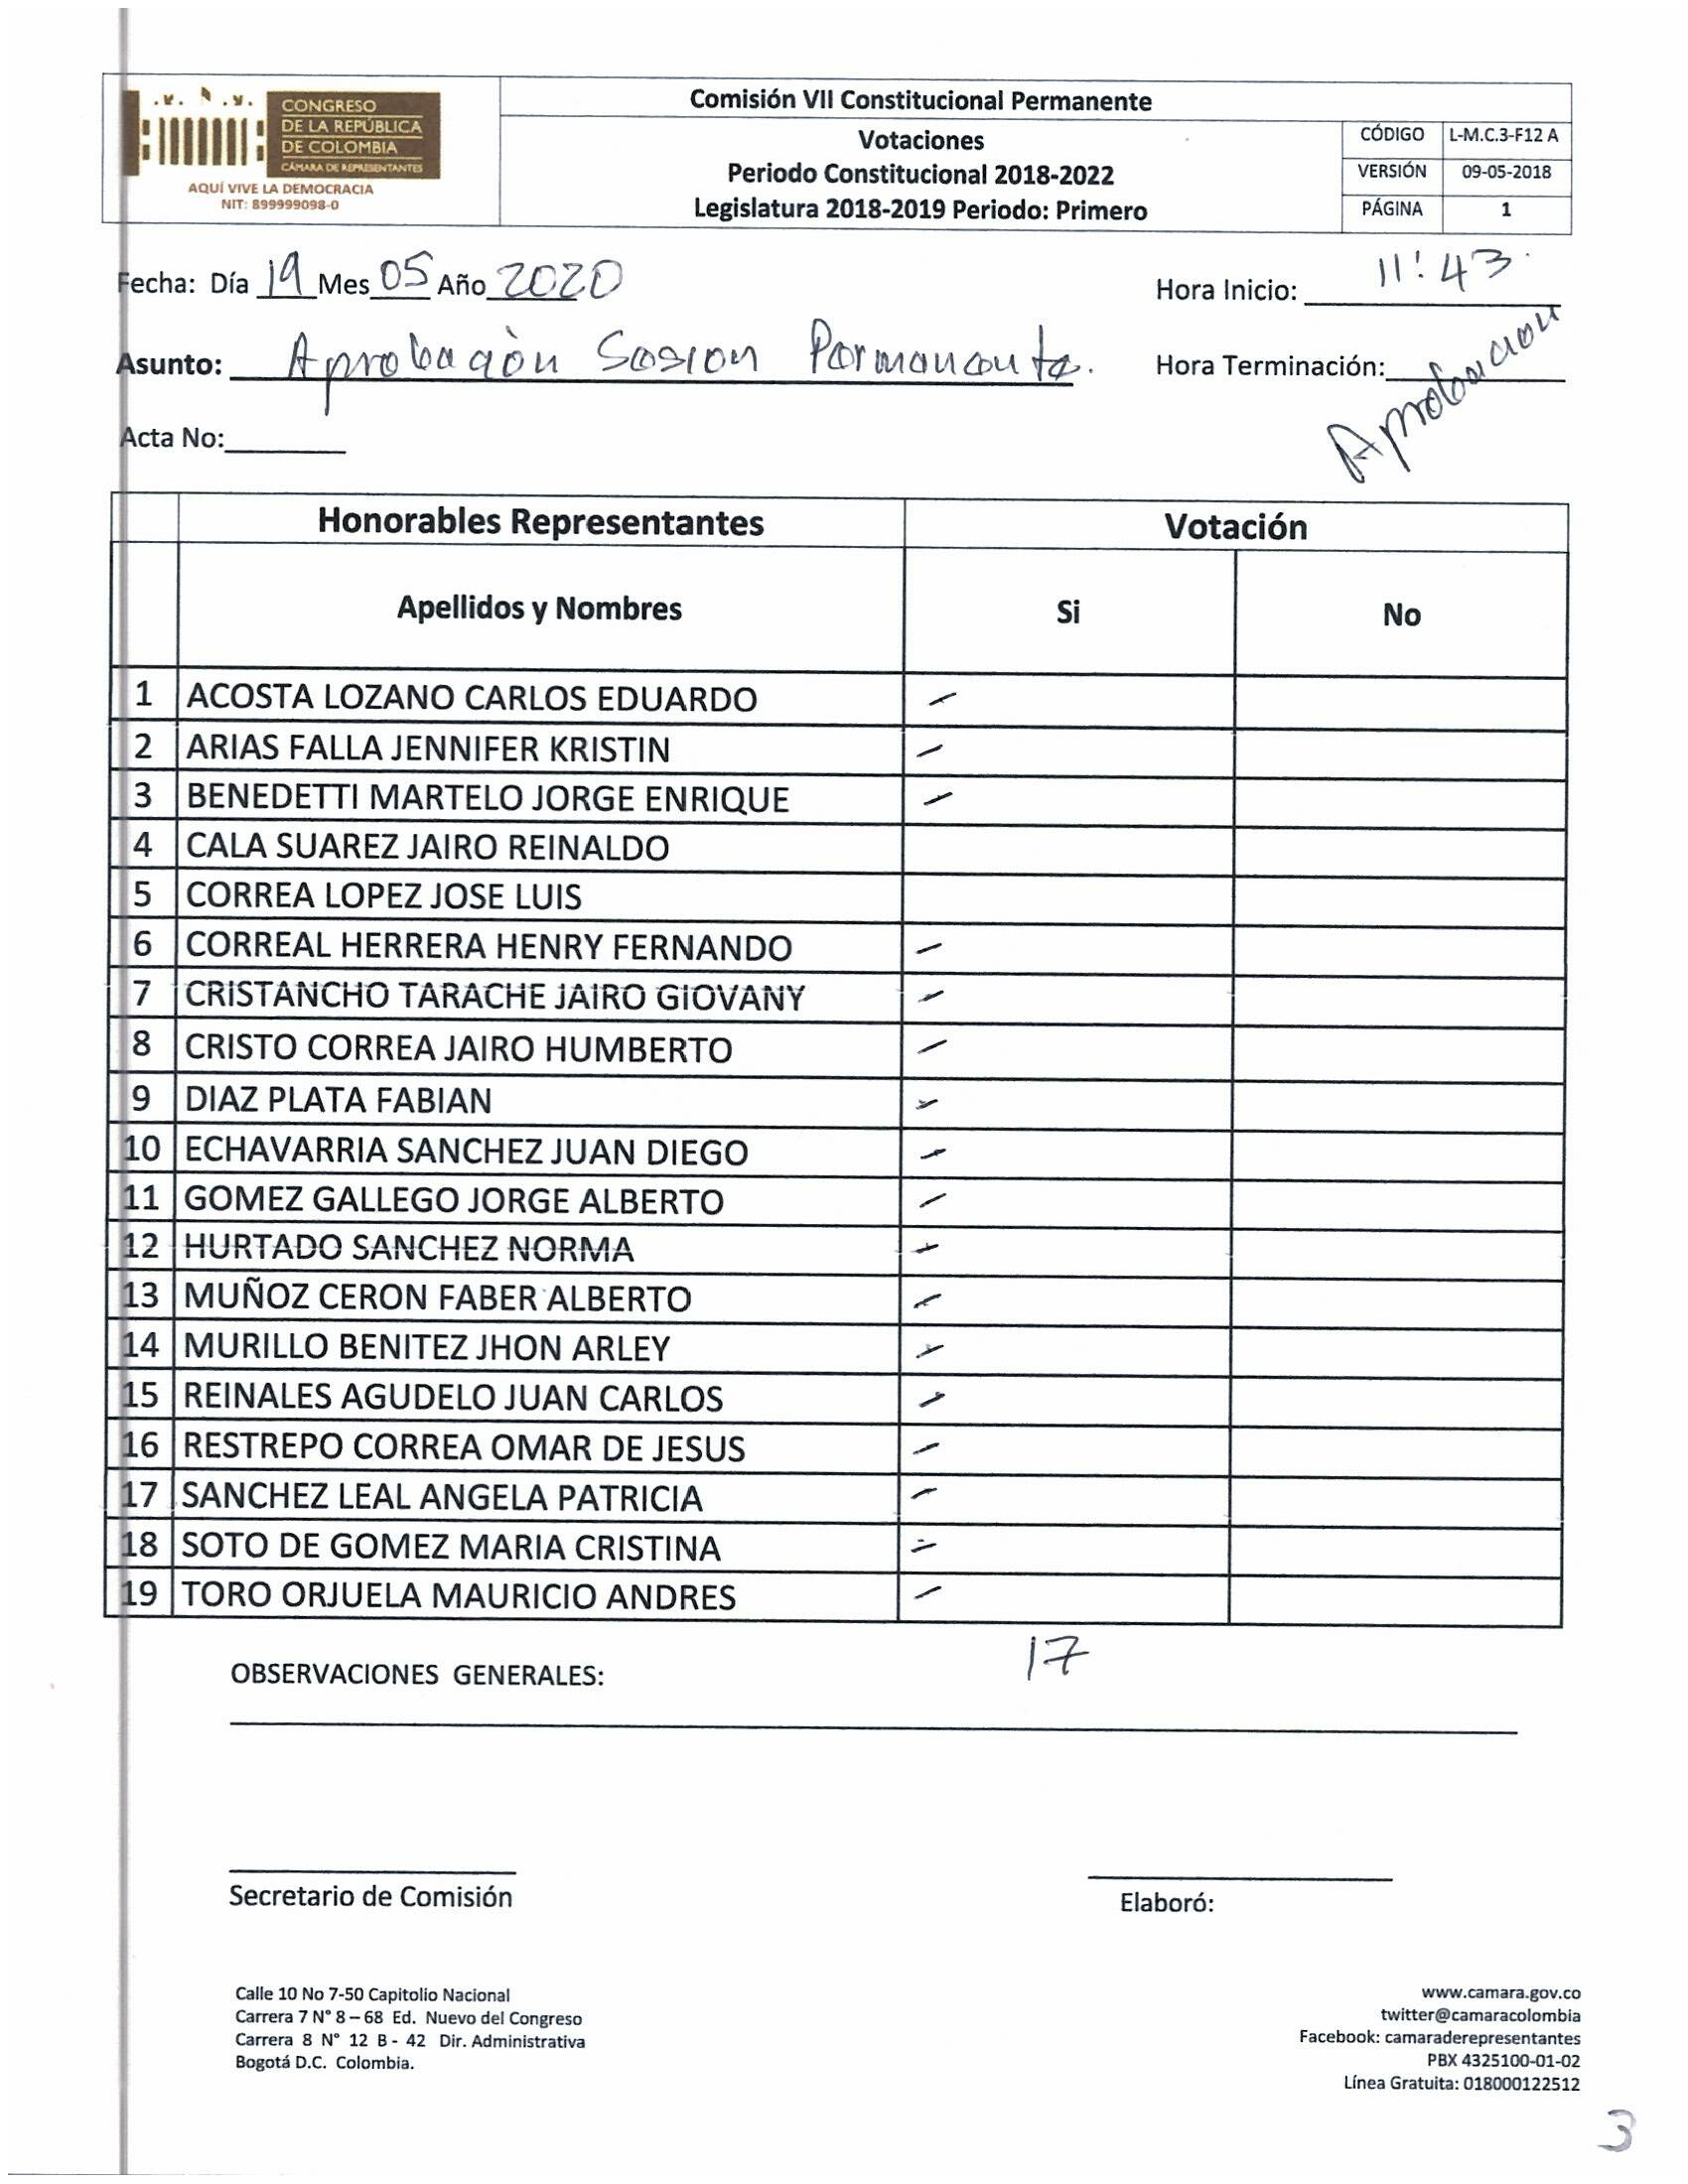 CONGRESO
DE LA REPÚBLICA
DE COLOMBIA
CÁMARA DE REPRESENTANTES
AQUÍ VIVE LA DEMOCRACIA
NIT: 899999098-0
Comisión VII Constitucional Permanente
Votaciones
Periodo Constitucional 2018-2022
Legislatura 2018-2019 Periodo: Primero
CÓDIGO L-M.C.3-F12 A
VERSIÓN 09-05-2018
PÁGINA 1
Fecha: Día 19 Mes 05 Año 2020 Hora Inicio: 11:43
Asunto: Aprobaciòn Sesion Permanente. Hora Terminación:
Aprobacion
Acta No:
Honorables Representantes Votación
Apellidos y Nombres Si No
1 ACOSTA LOZANO CARLOS EDUARDO
2 ARIAS FALLA JENNIFER KRISTIN
3 BENEDETTI MARTELO JORGE ENRIQUE
4 CALA SUAREZ JAIRO REINALDO
5 CORREA LOPEZ JOSE LUIS
6 CORREAL HERRERA HENRY FERNANDO
7 CRISTANCHO TARACHE JAIRO GIOVANY
8 CRISTO CORREA JAIRO HUMBERTO
9 DIAZ PLATA FABIAN
10 ECHAVARRIA SANCHEZ JUAN DIEGO
11 GOMEZ GALLEGO JORGE ALBERTO
12 HURTADO SANCHEZ NORMA
13 MUÑOZ CERON FABER ALBERTO
14 MURILLO BENITEZ JHON ARLEY
15 REINALES AGUDELO JUAN CARLOS
16 RESTREPO CORREA OMAR DE JESUS
17 SANCHEZ LEAL ANGELA PATRICIA
18 SOTO DE GOMEZ MARIA CRISTINA
19 TORO ORJUELA MAURICIO ANDRES
17
OBSERVACIONES GENERALES:
Secretario de Comisión
Elaboró:
Calle 10 No 7-50 Capitolio Nacional
Carrera 7 N° 8 – 68 Ed. Nuevo del Congreso
Carrera 8 N° 12 B - 42 Dir. Administrativa
Bogotá D.C. Colombia.
www.camara.gov.co
twitter@camaracolombia
Facebook: camaraderepresentantes
PBX 4325100-01-02
Línea Gratuita: 018000122512
3